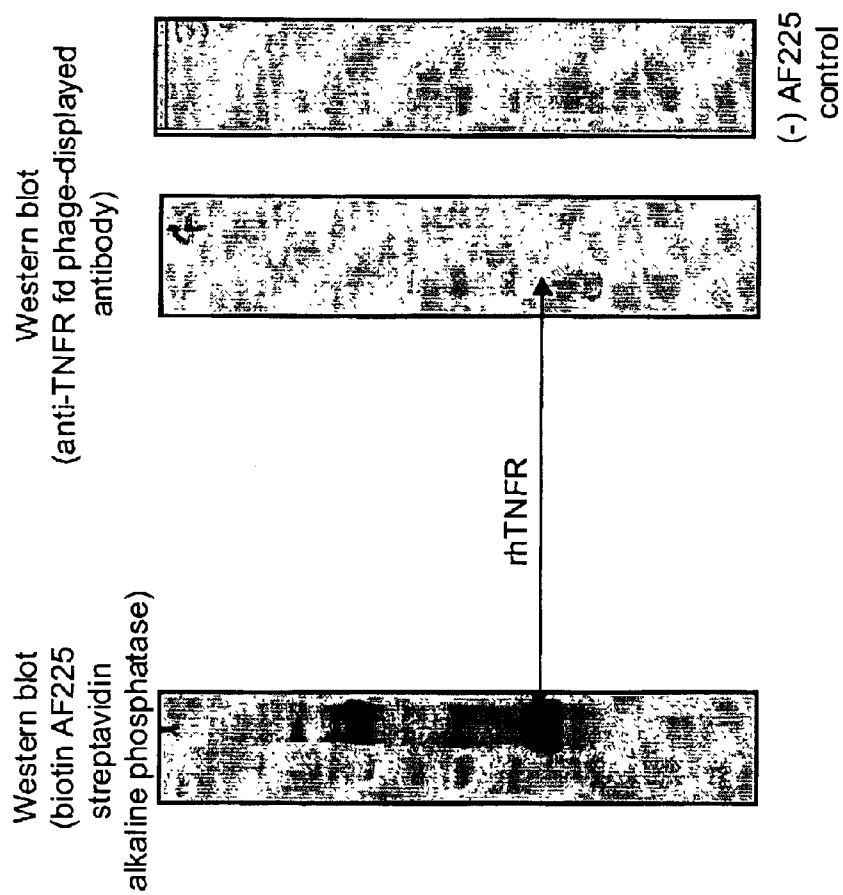 Western blot
(biotin AF225
streptavidin
alkaline phosphatase)
rhTNFR
Western blot
(anti-TNFR fd phage-displayed
antibody)
(-) AF225
control